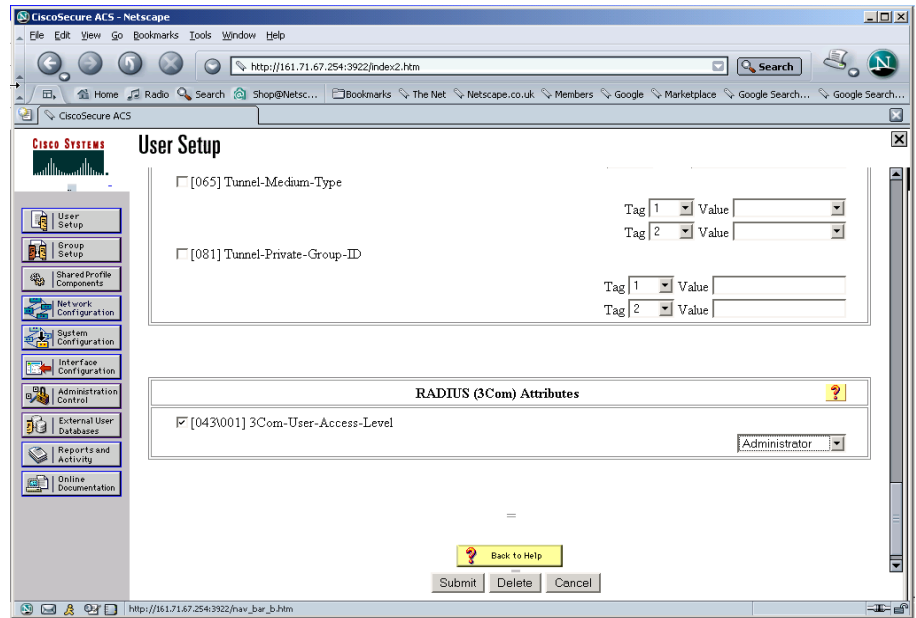 CiscoSecure ACS - Netscape
File Edit View Go Bookmarks Tools Window Help
http://161.71.67.254:3922/index2.htm
Search
N
Home Radio Search Shop@Netsc... Bookmarks The Net Netscape.co.uk Members Google Marketplace Google Search... Google Search...
CiscoSecure ACS
CISCO SYSTEMS
User Setup
[065] Tunnel-Medium-Type
Tag 1 Value
Tag 2 Value
[081] Tunnel-Private-Group-ID
Tag 1 Value
Tag 2 Value
User Setup
Group Setup
Shared Profile Components
Network Configuration
System Configuration
Interface Configuration
Administration Control
External User Databases
Reports and Activity
Online Documentation
RADIUS (3Com) Attributes
?
[043\001] 3Com-User-Access-Level
Administrator
? Back to Help
Submit Delete Cancel
http://161.71.67.254:3922/nav_bar_b.htm